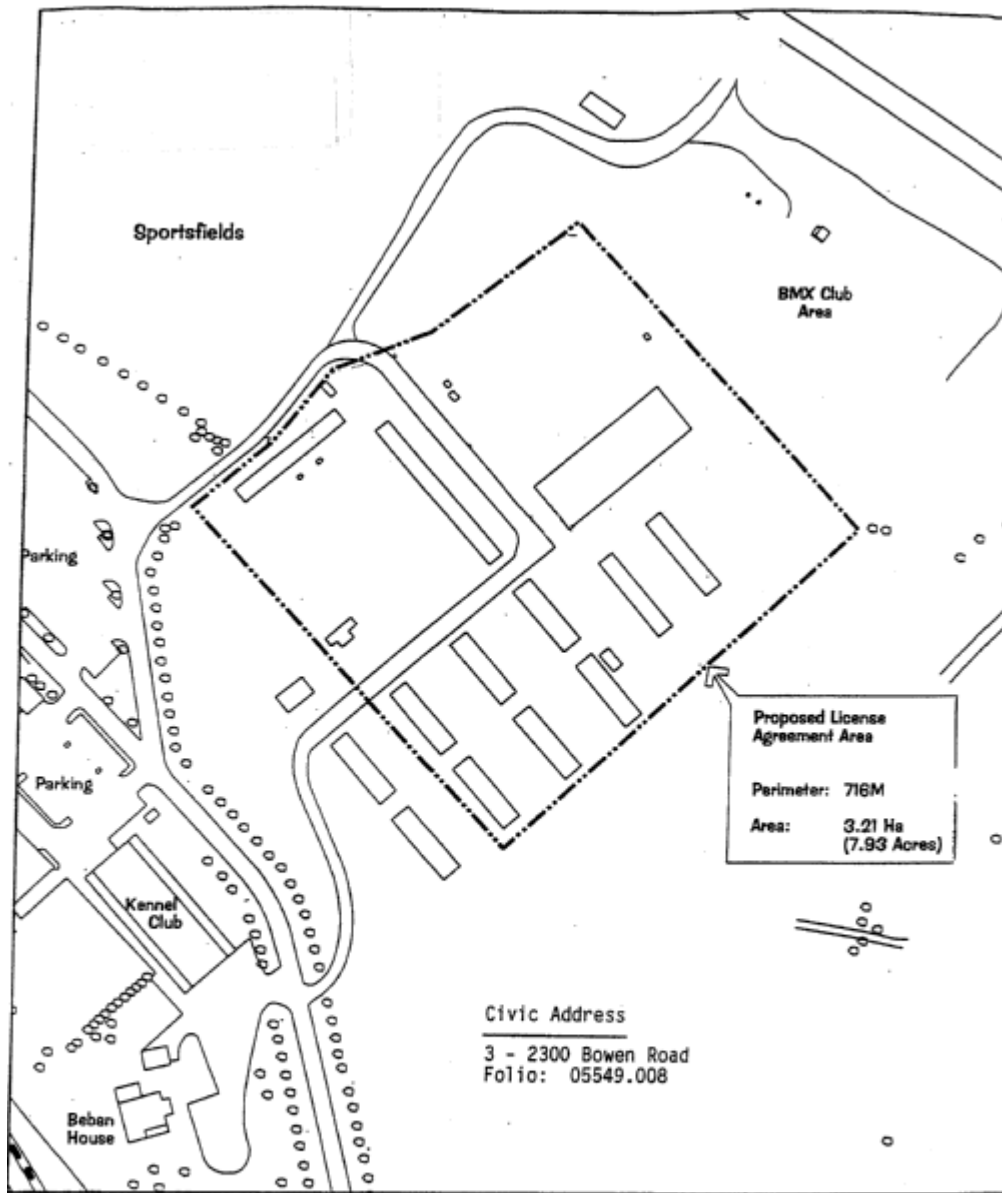 Sportsfields
BMX Club
Area
Parking
Proposed License
Agreement Area
Perimeter: 716M
Area: 3.21 Ha
(7.93 Acres)
Parking
Kennel
Club
Civic Address
3 - 2300 Bowen Road
Folio: 05549.008
Beban
House